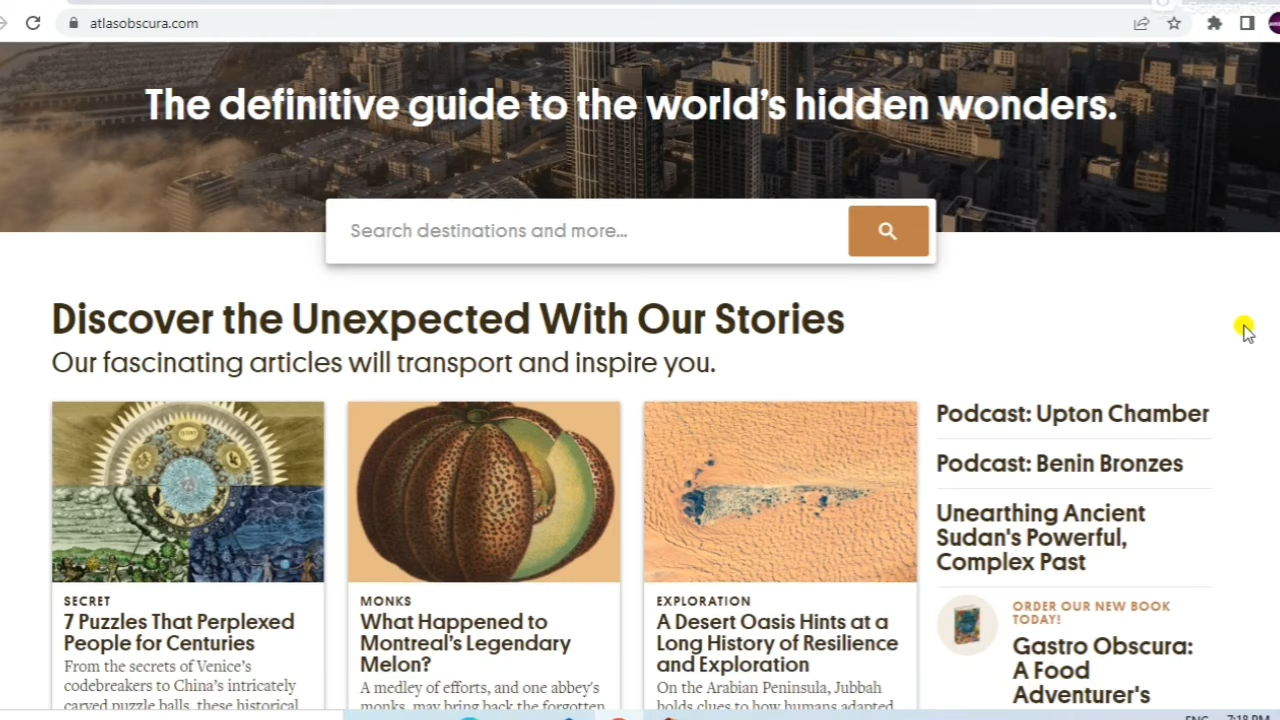 atlasobscura.com
The definitive guide to the world's hidden wonders.
Search destinations and more...
Discover the Unexpected With Our Stories
Our fascinating articles will transport and inspire you.
SECRET
7 Puzzles That Perplexed
People for Centuries
From the secrets of Venice's
codebreakers to China's intricately
carved puzzle balls, these historical
MONKS
What Happened to
Montreal's Legendary
Melon?
A medley of efforts, and one abbey's
monks, may bring back the forgotten
EXPLORATION
A Desert Oasis Hints at a
Long History of Resilience
and Exploration
On the Arabian Peninsula, Jubbah
holds clues to how humans adapted
Podcast: Upton Chamber
Podcast: Benin Bronzes
Unearthing Ancient
Sudan's Powerful,
Complex Past
ORDER OUR NEW BOOK
TODAY!
Gastro Obscura:
A Food
Adventurer's
ENG 7:18 PM